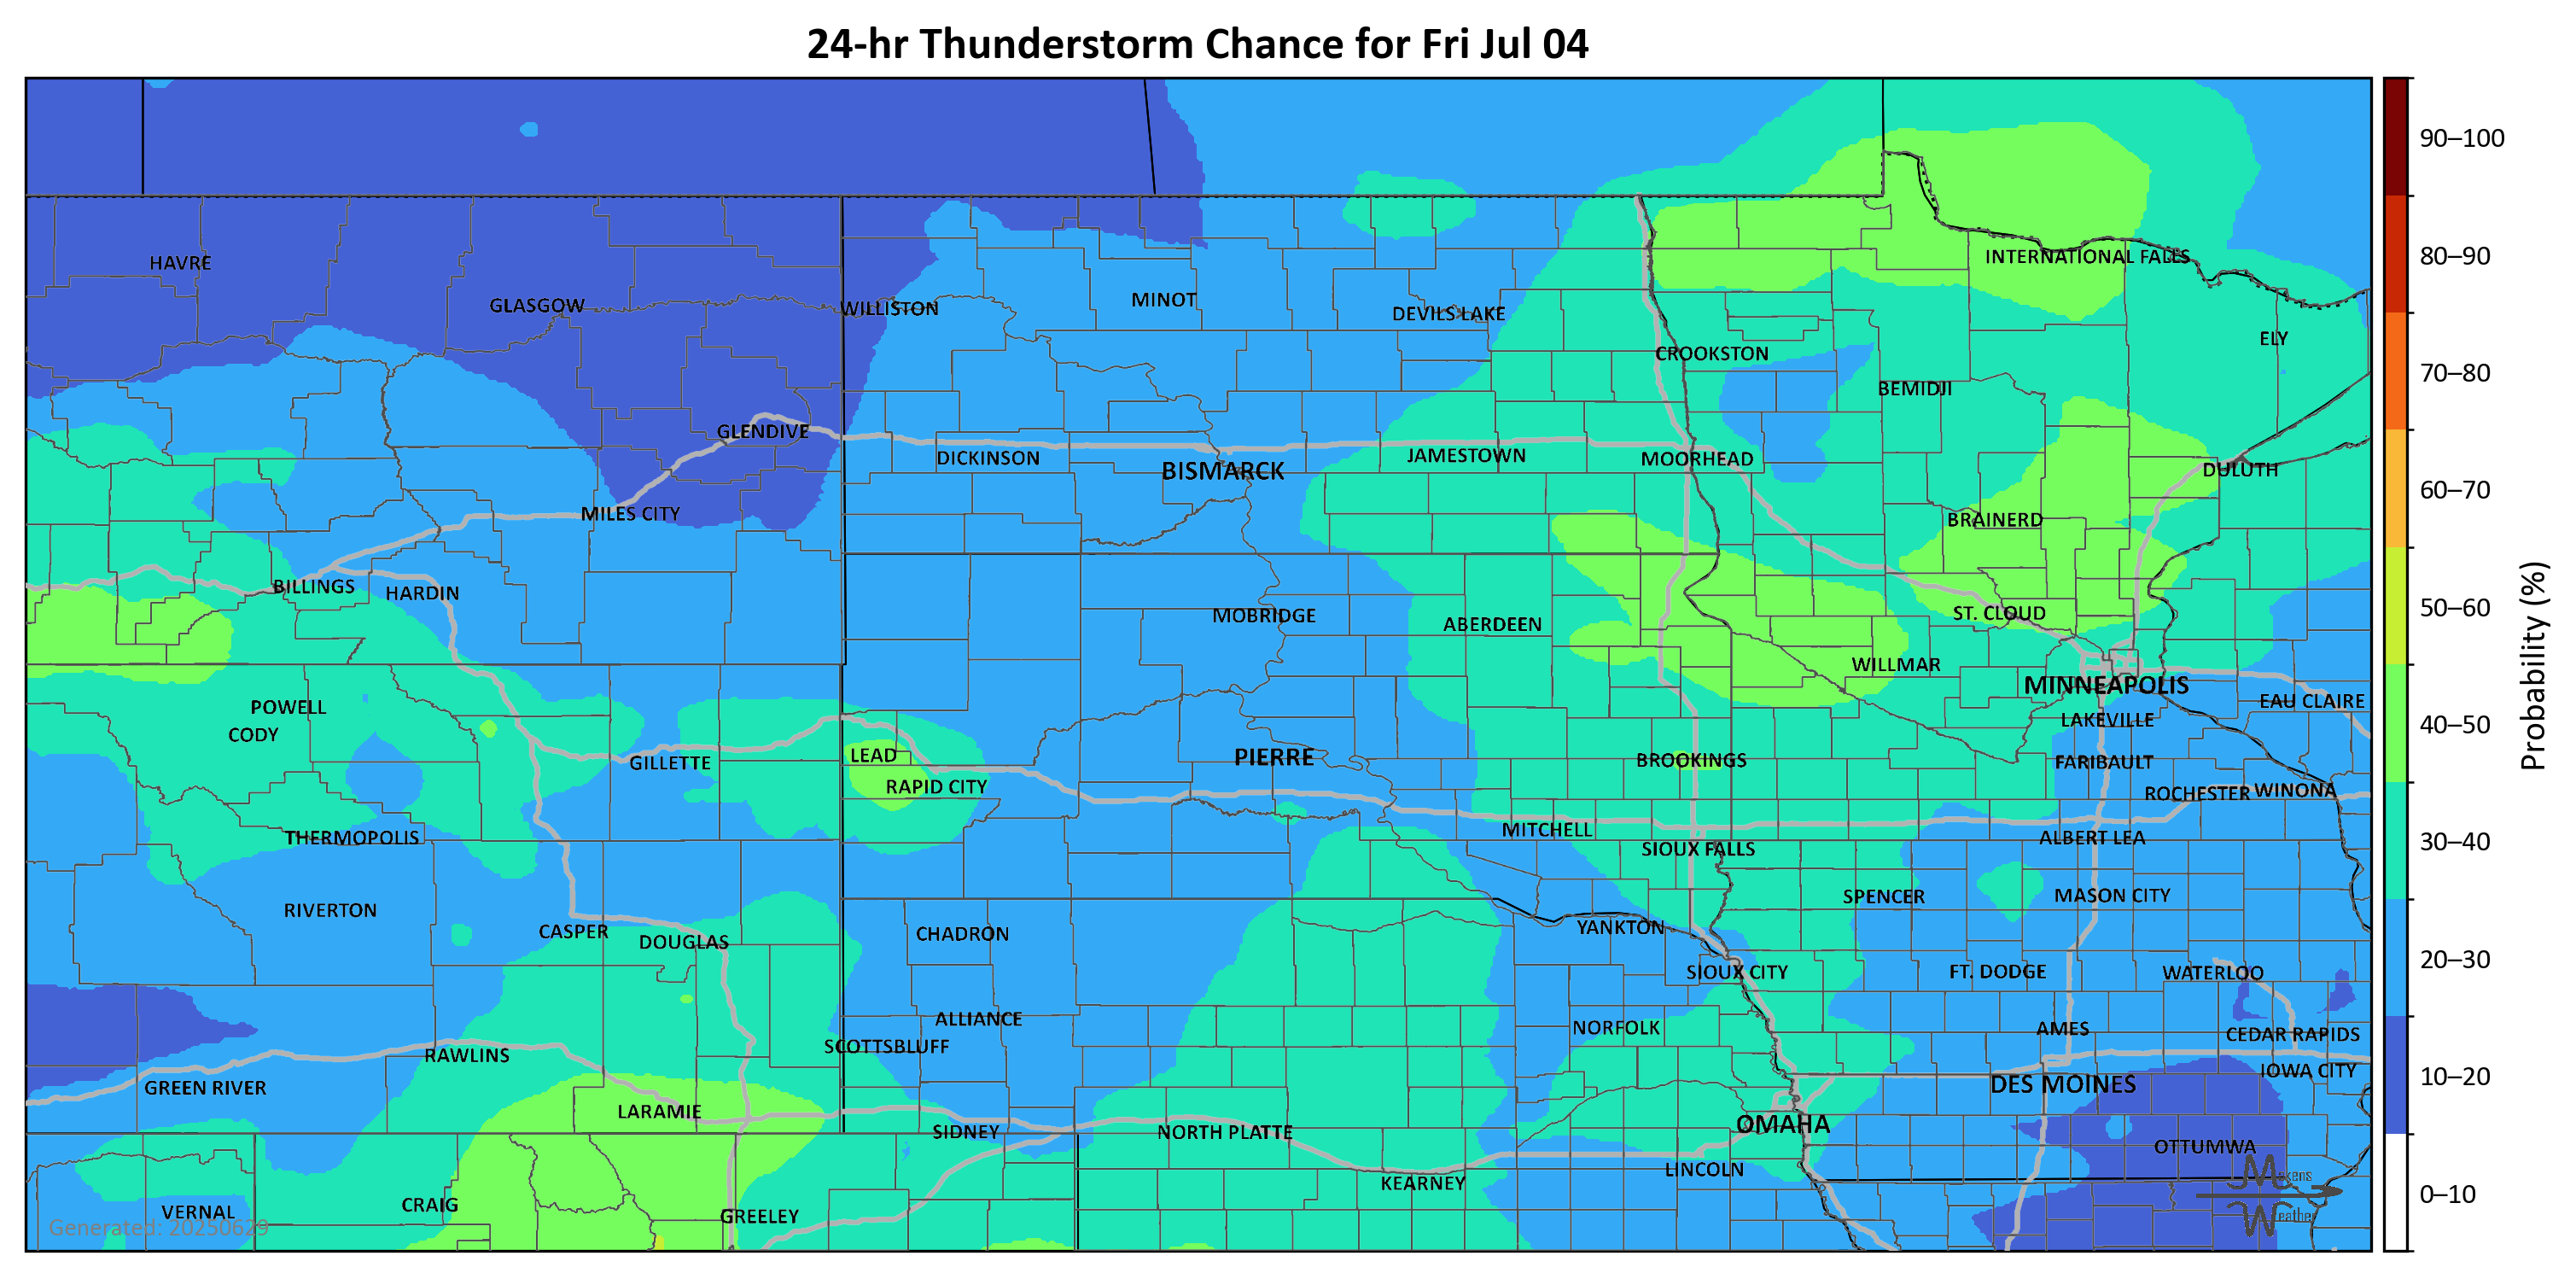 24-hr Thunderstorm Chance for Fri Jul 04
90–100
80–90
70–80
60–70
50–60
40–50
30–40
20–30
10–20
0–10
Probability (%)
HAVRE
GLASGOW
WILLISTON
MINOT
DEVILS LAKE
INTERNATIONAL FALLS
ELY
CROOKSTON
BEMIDJI
GLENDIVE
DICKINSON
BISMARCK
JAMESTOWN
MOORHEAD
DULUTH
MILES CITY
BRAINERD
BILLINGS
HARDIN
MOBRIDGE
ABERDEEN
ST. CLOUD
WILLMAR
MINNEAPOLIS
EAU CLAIRE
POWELL
CODY
LAKEVILLE
GILLETTE
LEAD
RAPID CITY
PIERRE
BROOKINGS
FARIBAULT
ROCHESTER
WINONA
THERMOPOLIS
MITCHELL
SIOUX FALLS
ALBERT LEA
RIVERTON
CASPER
DOUGLAS
CHADRON
YANKTON
SPENCER
MASON CITY
SIOUX CITY
FT. DODGE
WATERLOO
ALLIANCE
SCOTTSBLUFF
NORFOLK
AMES
CEDAR RAPIDS
RAWLINS
GREEN RIVER
LARAMIE
DES MOINES
IOWA CITY
SIDNEY
NORTH PLATTE
OMAHA
OTTUMWA
LINCOLN
KEARNEY
CRAIG
VERNAL
GREELEY
Generated: 20250629
Makens
Weather